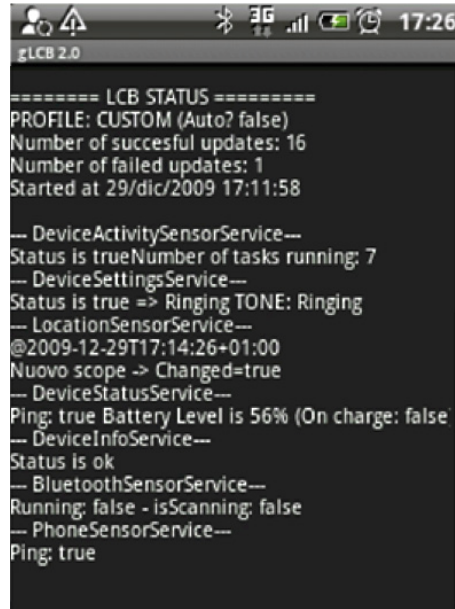 3G 17:26
gLCB 2.0
======== LCB STATUS =========
PROFILE: CUSTOM (Auto? false)
Number of succesful updates: 16
Number of failed updates: 1
Started at 29/dic/2009 17:11:58
--- DeviceActivitySensorService---
Status is trueNumber of tasks running: 7
--- DeviceSettingsService---
Status is true => Ringing TONE: Ringing
--- LocationSensorService---
@2009-12-29T17:14:26+01:00
Nuovo scope -> Changed=true
--- DeviceStatusService---
Ping: true Battery Level is 56% (On charge: false
--- DeviceInfoService---
Status is ok
--- BluetoothSensorService---
Running: false - isScanning: false
--- PhoneSensorService---
Ping: true